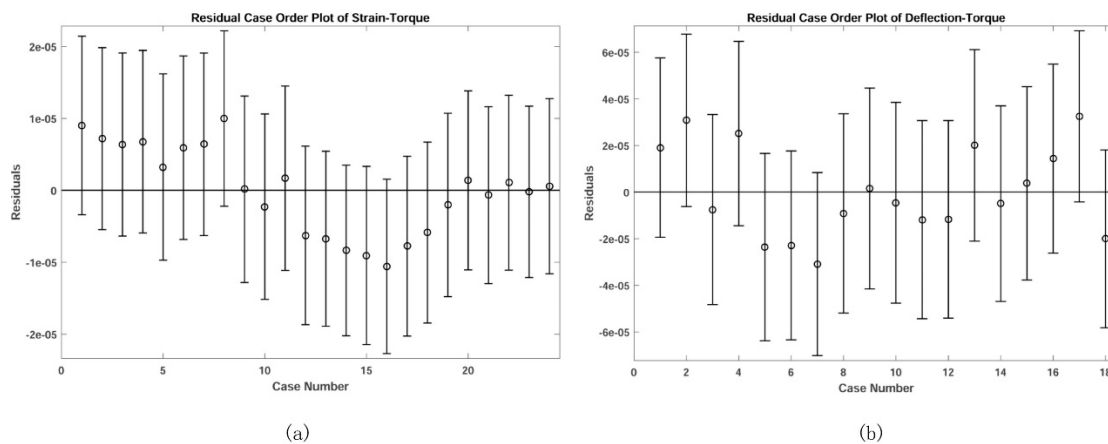 Residual Case Order Plot of Strain-Torque
2e-05
1e-05
0
-1e-05
-2e-05
Residuals
0 5 10 15 20
Case Number
(a)
Residual Case Order Plot of Deflection-Torque
6e-05
4e-05
2e-05
0
-2e-05
-4e-05
-6e-05
Residuals
0 2 4 6 8 10 12 14 16 18
Case Number
(b)